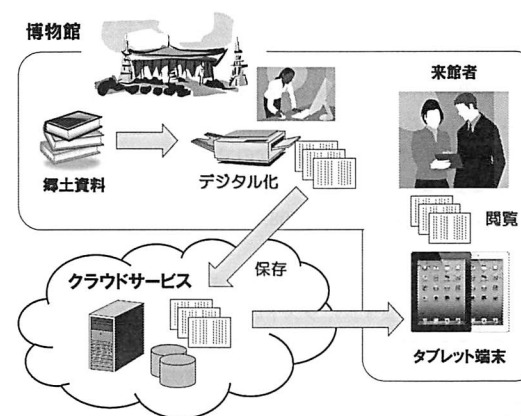 博物館
来館者
郷土資料
デジタル化
閲覧
保存
クラウドサービス
タブレット端末